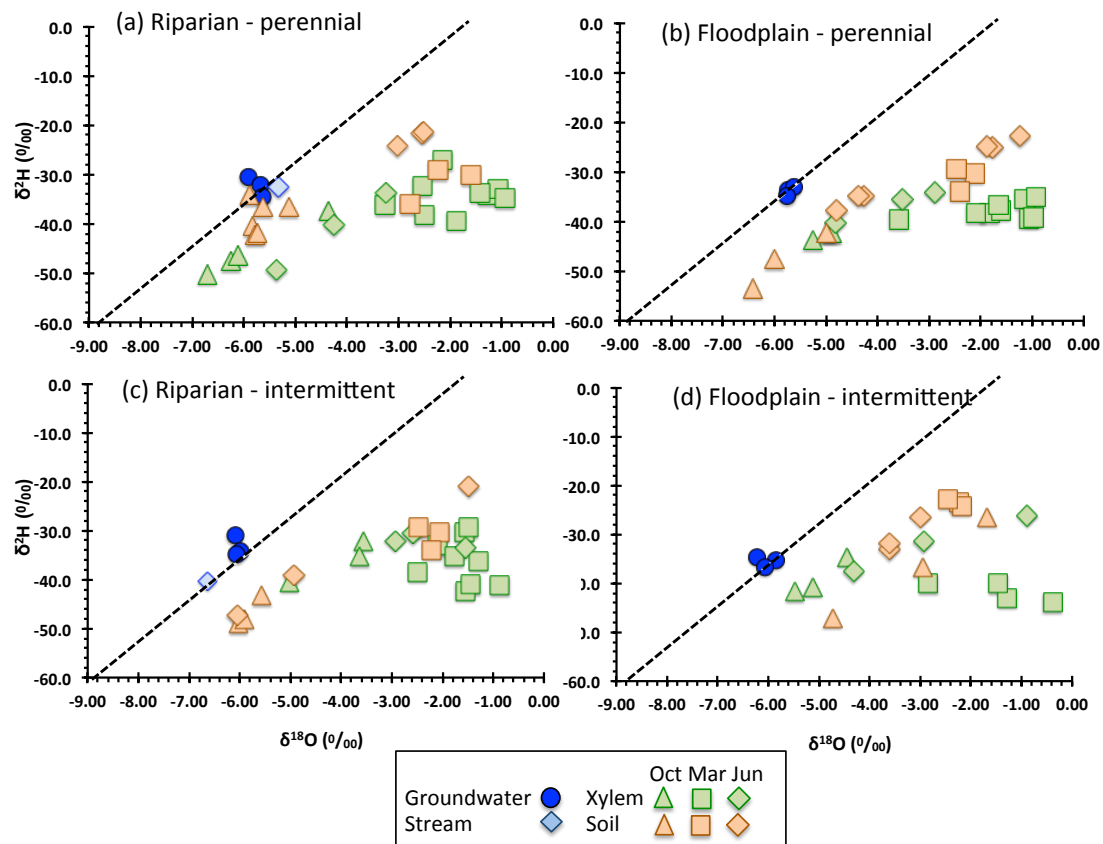 (a) Riparian - perennial
0.0
-10.0
-20.0
-30.0
-40.0
-50.0
-60.0
δ²H (⁰/₀₀)
-9.00 -8.00 -7.00 -6.00 -5.00 -4.00 -3.00 -2.00 -1.00 0.00
(b) Floodplain - perennial
0.0
-10.0
-20.0
-30.0
-40.0
-50.0
-60.0
-9.00 -8.00 -7.00 -6.00 -5.00 -4.00 -3.00 -2.00 -1.00 0.00
(c) Riparian - intermittent
0.0
-10.0
-20.0
-30.0
-40.0
-50.0
-60.0
δ²H (⁰/₀₀)
-9.00 -8.00 -7.00 -6.00 -5.00 -4.00 -3.00 -2.00 -1.00 0.00
δ¹⁸O (⁰/₀₀)
(d) Floodplain - intermittent
0.0
-10.0
-20.0
-30.0
0.0
0.0
-60.0
-9.00 -8.00 -7.00 -6.00 -5.00 -4.00 -3.00 -2.00 -1.00 0.00
δ¹⁸O (⁰/₀₀)
Oct Mar Jun
Groundwater Xylem
Stream Soil